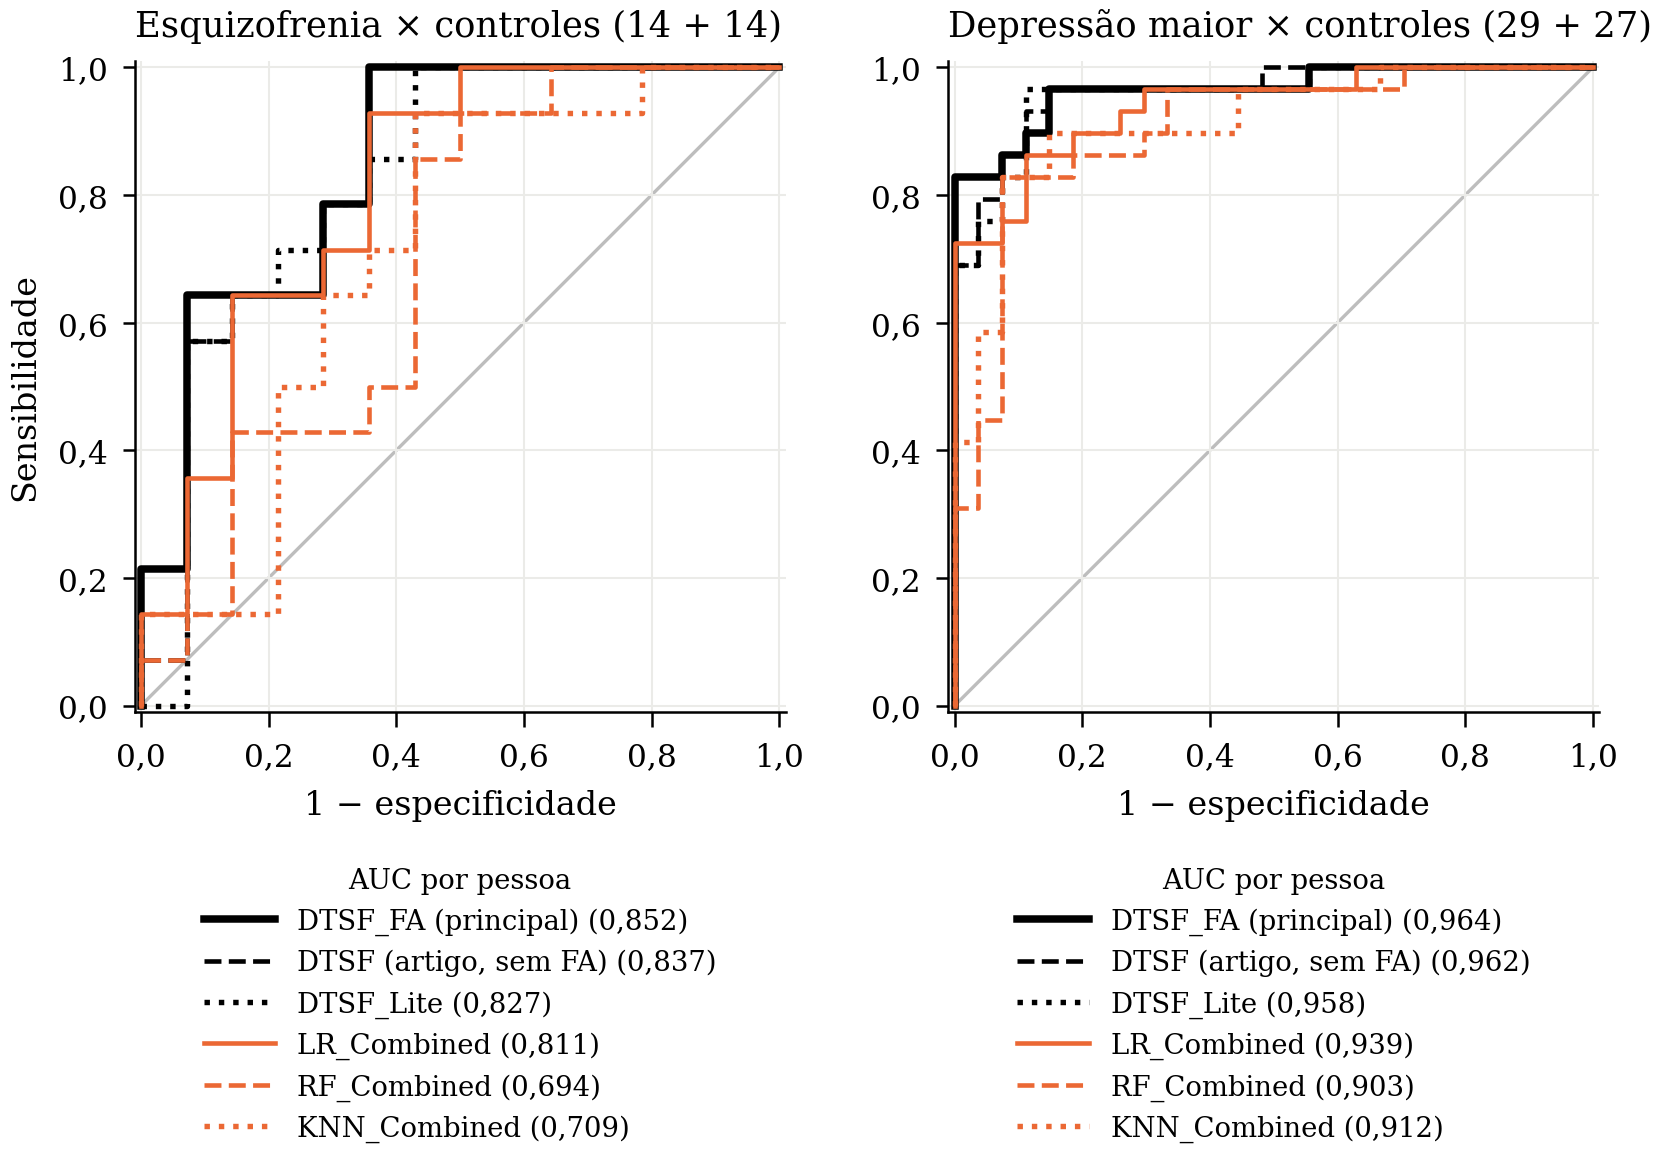 Esquizofrenia × controles (14 + 14)
1,0
0,8
0,6
0,4
0,2
0,0
Sensibilidade
0,0 0,2 0,4 0,6 0,8 1,0
1 − especificidade
AUC por pessoa
DTSF_FA (principal) (0,852)
DTSF (artigo, sem FA) (0,837)
DTSF_Lite (0,827)
LR_Combined (0,811)
RF_Combined (0,694)
KNN_Combined (0,709)
Depressão maior × controles (29 + 27)
1,0
0,8
0,6
0,4
0,2
0,0
0,0 0,2 0,4 0,6 0,8 1,0
1 − especificidade
AUC por pessoa
DTSF_FA (principal) (0,964)
DTSF (artigo, sem FA) (0,962)
DTSF_Lite (0,958)
LR_Combined (0,939)
RF_Combined (0,903)
KNN_Combined (0,912)